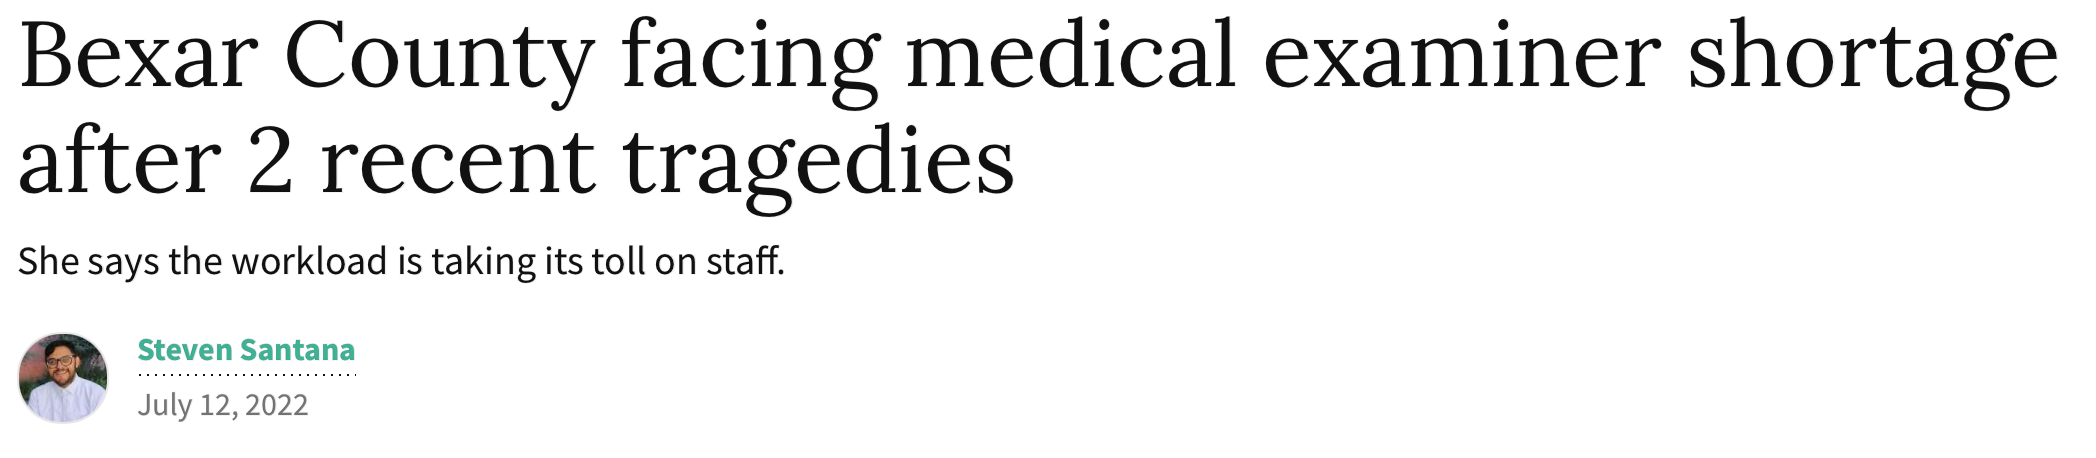 Bexar County facing medical examiner shortage
after 2 recent tragedies
She says the workload is taking its toll on staff.
Steven Santana
July 12, 2022